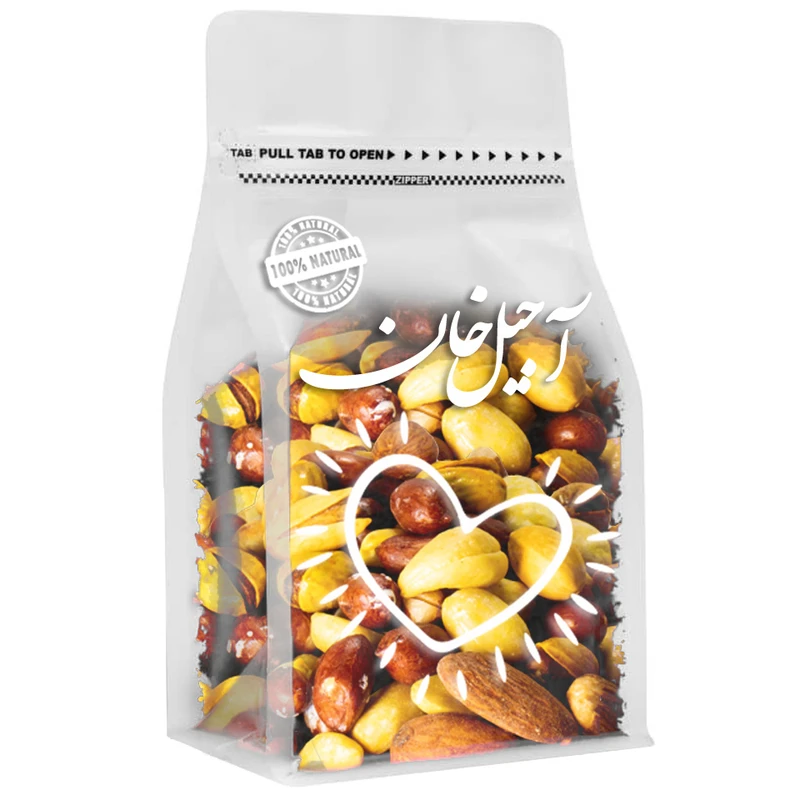 TAB PULL TAB TO OPEN
ZIPPER
100% NATURAL
100% NATURAL
100% NATURAL
آجیل خان